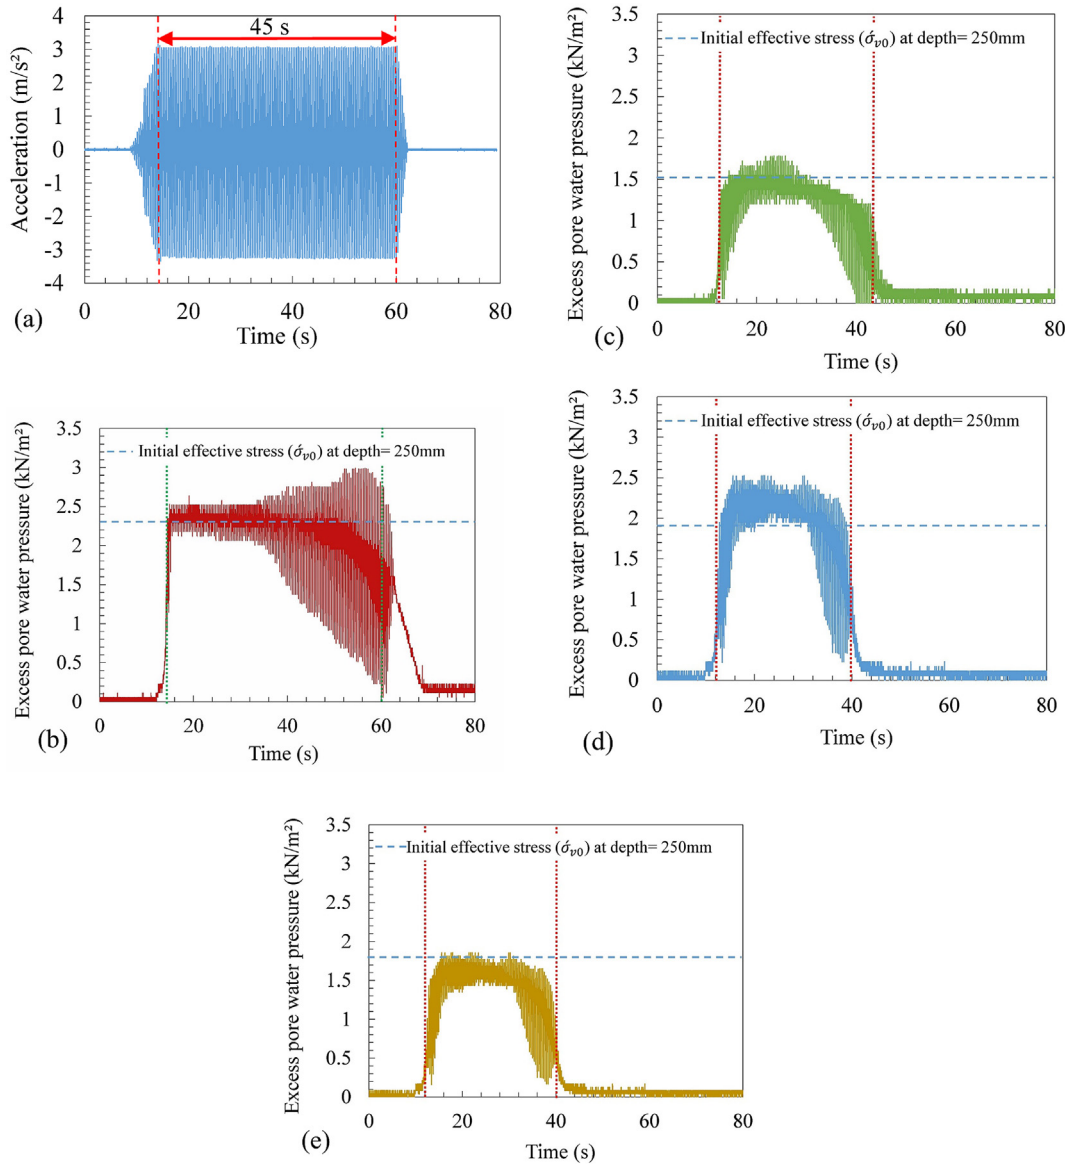 45 s
Acceleration (m/s²)
4
3
2
1
0
-1
-2
-3
-4
0 20 40 60 80
Time (s)
(a)
Excess pore water pressure (kN/m²)
3.5
3
2.5
2
1.5
1
0.5
0
Initial effective stress (σ́v0) at depth= 250mm
0 20 40 60 80
Time (s)
(c)
Excess pore water pressure (kN/m²)
3.5
3
2.5
2
1.5
1
0.5
0
Initial effective stress (σ́v0) at depth= 250mm
0 20 40 60 80
Time (s)
(b)
Excess pore water pressure (kN/m²)
3.5
3
2.5
2
1.5
1
0.5
0
Initial effective stress (σ́v0) at depth= 250mm
0 20 40 60 80
Time (s)
(d)
Excess pore water pressure (kN/m²)
3.5
3
2.5
2
1.5
1
0.5
0
Initial effective stress (σ́v0) at depth= 250mm
0 20 40 60 80
Time (s)
(e)